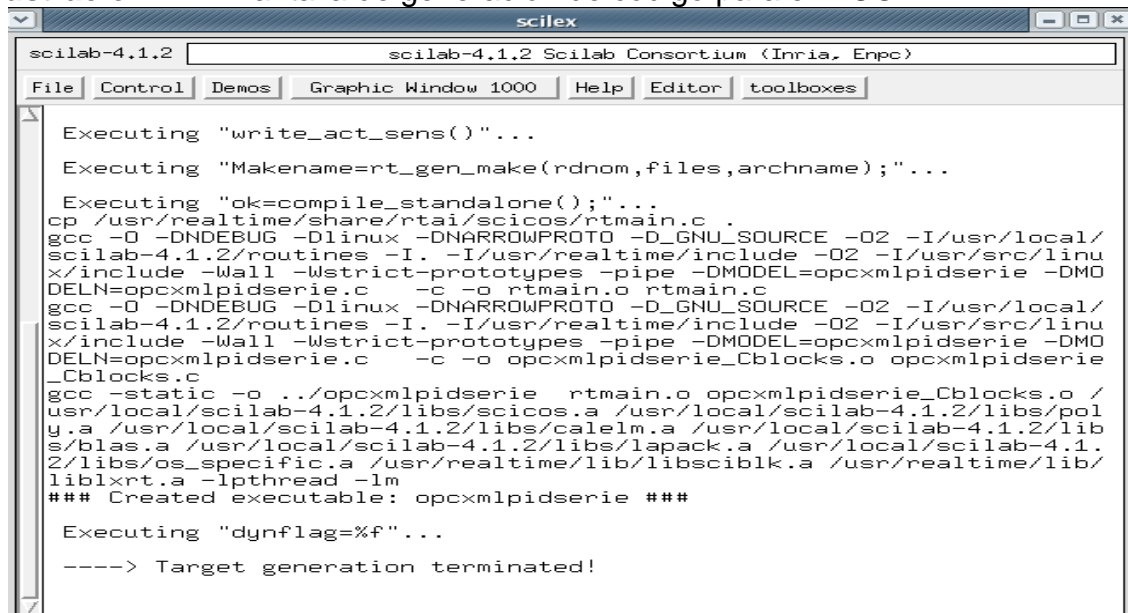 scilex
scilab-4.1.2 scilab-4.1.2 Scilab Consortium (Inria, Enpc)
File Control Demos Graphic Window 1000 Help Editor toolboxes
Executing "write_act_sens()"...
Executing "Makename=rt_gen_make(rdnom,files,archname);"...
Executing "ok=compile_standalone();"...
cp /usr/realtime/share/rtai/scicos/rtmain.c .
gcc -O -DNDEBUG -Dlinux -DNARROWPROTO -D_GNU_SOURCE -O2 -I/usr/local/
scilab-4.1.2/routines -I. -I/usr/realtime/include -O2 -I/usr/src/linu
x/include -Wall -Wstrict-prototypes -pipe -DMODEL=opcxmlpidserie -DMO
DELN=opcxmlpidserie.c -c -o rtmain.o rtmain.c
gcc -O -DNDEBUG -Dlinux -DNARROWPROTO -D_GNU_SOURCE -O2 -I/usr/local/
scilab-4.1.2/routines -I. -I/usr/realtime/include -O2 -I/usr/src/linu
x/include -Wall -Wstrict-prototypes -pipe -DMODEL=opcxmlpidserie -DMO
DELN=opcxmlpidserie.c -c -o opcxmlpidserie_Cblocks.o opcxmlpidserie
_Cblocks.c
gcc -static -o ../opcxmlpidserie rtmain.o opcxmlpidserie_Cblocks.o /
usr/local/scilab-4.1.2/libs/scicos.a /usr/local/scilab-4.1.2/libs/pol
y.a /usr/local/scilab-4.1.2/libs/calelm.a /usr/local/scilab-4.1.2/lib
s/blas.a /usr/local/scilab-4.1.2/libs/lapack.a /usr/local/scilab-4.1.
2/libs/os_specific.a /usr/realtime/lib/libsciblk.a /usr/realtime/lib/
liblxrt.a -lpthread -lm
### Created executable: opcxmlpidserie ###
Executing "dynflag=%f"...
----> Target generation terminated!